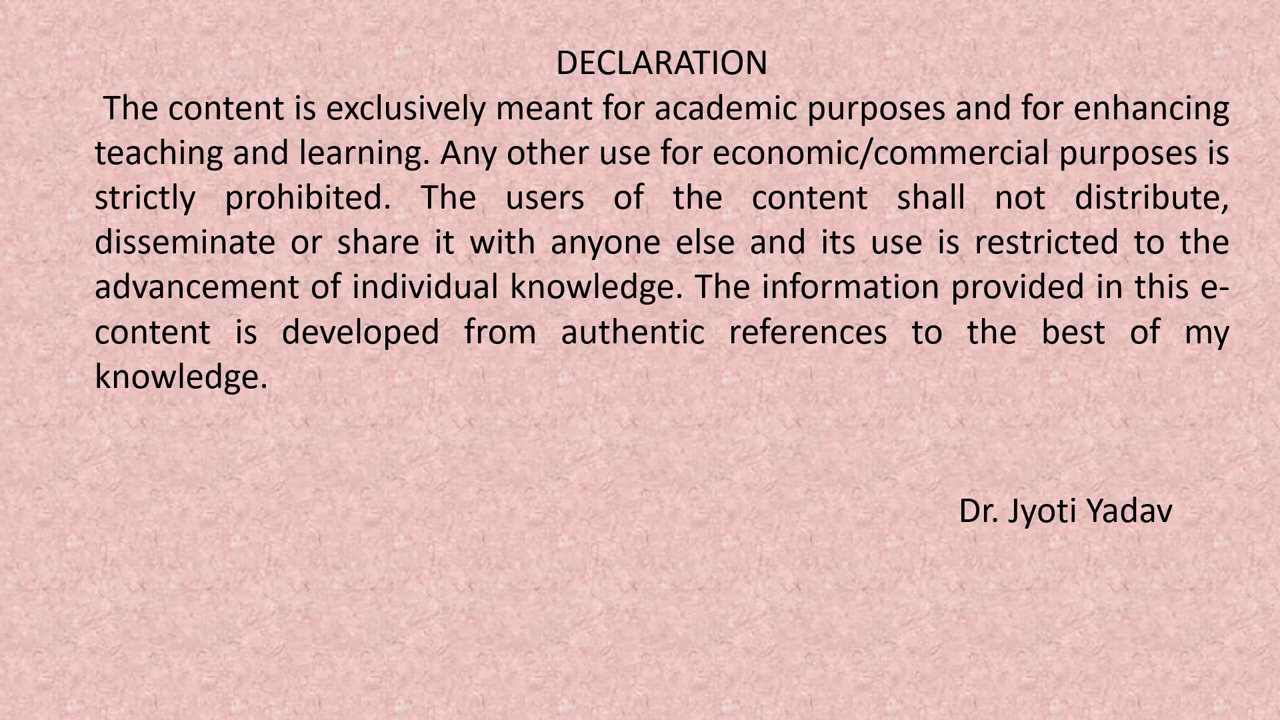 DECLARATION
The content is exclusively meant for academic purposes and for enhancing
teaching and learning. Any other use for economic/commercial purposes is
strictly prohibited. The users of the content shall not distribute,
disseminate or share it with anyone else and its use is restricted to the
advancement of individual knowledge. The information provided in this e-
content is developed from authentic references to the best of my
knowledge.
Dr. Jyoti Yadav